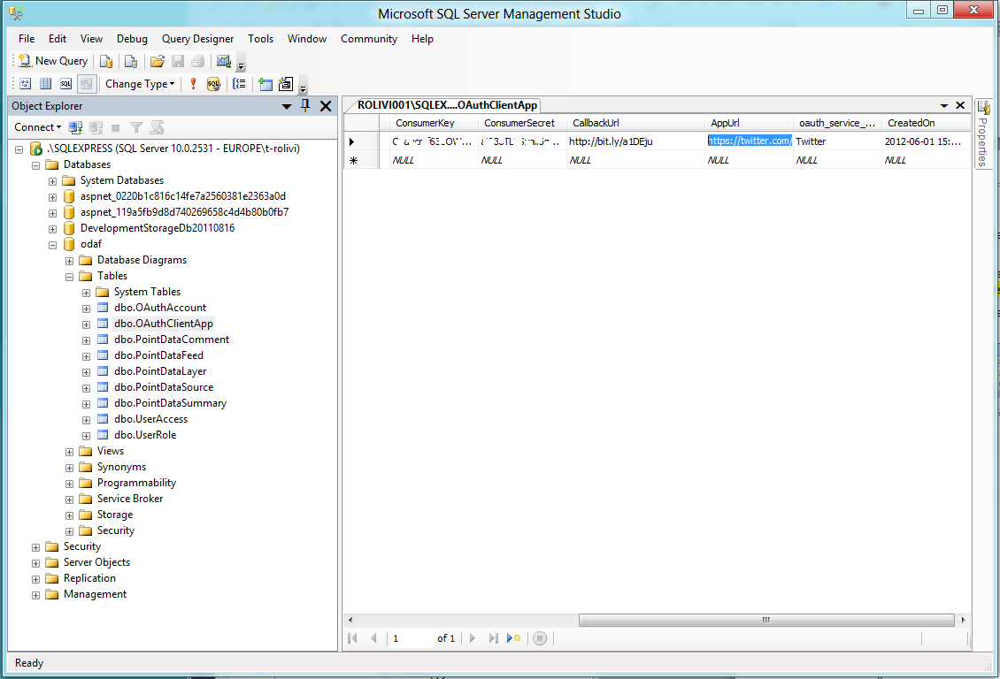 Microsoft SQL Server Management Studio
File Edit View Debug Query Designer Tools Window Community Help
New Query
SQL Change Type SQL
Object Explorer
Connect
.\SQLEXPRESS (SQL Server 10.0.2531 - EUROPE\t-rolivi)
Databases
System Databases
aspnet_0220b1c816c14fe7a2560381e2363a0d
aspnet_119a5fb9d8d740269658c4d4b80b0fb7
DevelopmentStorageDb20110816
odaf
Database Diagrams
Tables
System Tables
dbo.OAuthAccount
dbo.OAuthClientApp
dbo.PointDataComment
dbo.PointDataFeed
dbo.PointDataLayer
dbo.PointDataSource
dbo.PointDataSummary
dbo.UserAccess
dbo.UserRole
Views
Synonyms
Programmability
Service Broker
Storage
Security
Security
Server Objects
Replication
Management
ROLIVI001\SQLEX....OAuthClientApp
ConsumerKey ConsumerSecret CallbackUrl AppUrl oauth_service_... CreatedOn
http://bit.ly/a1DEju https://twitter.com/ Twitter 2012-06-01 15:...
NULL NULL NULL NULL NULL NULL
1 of 1
Properties
Ready